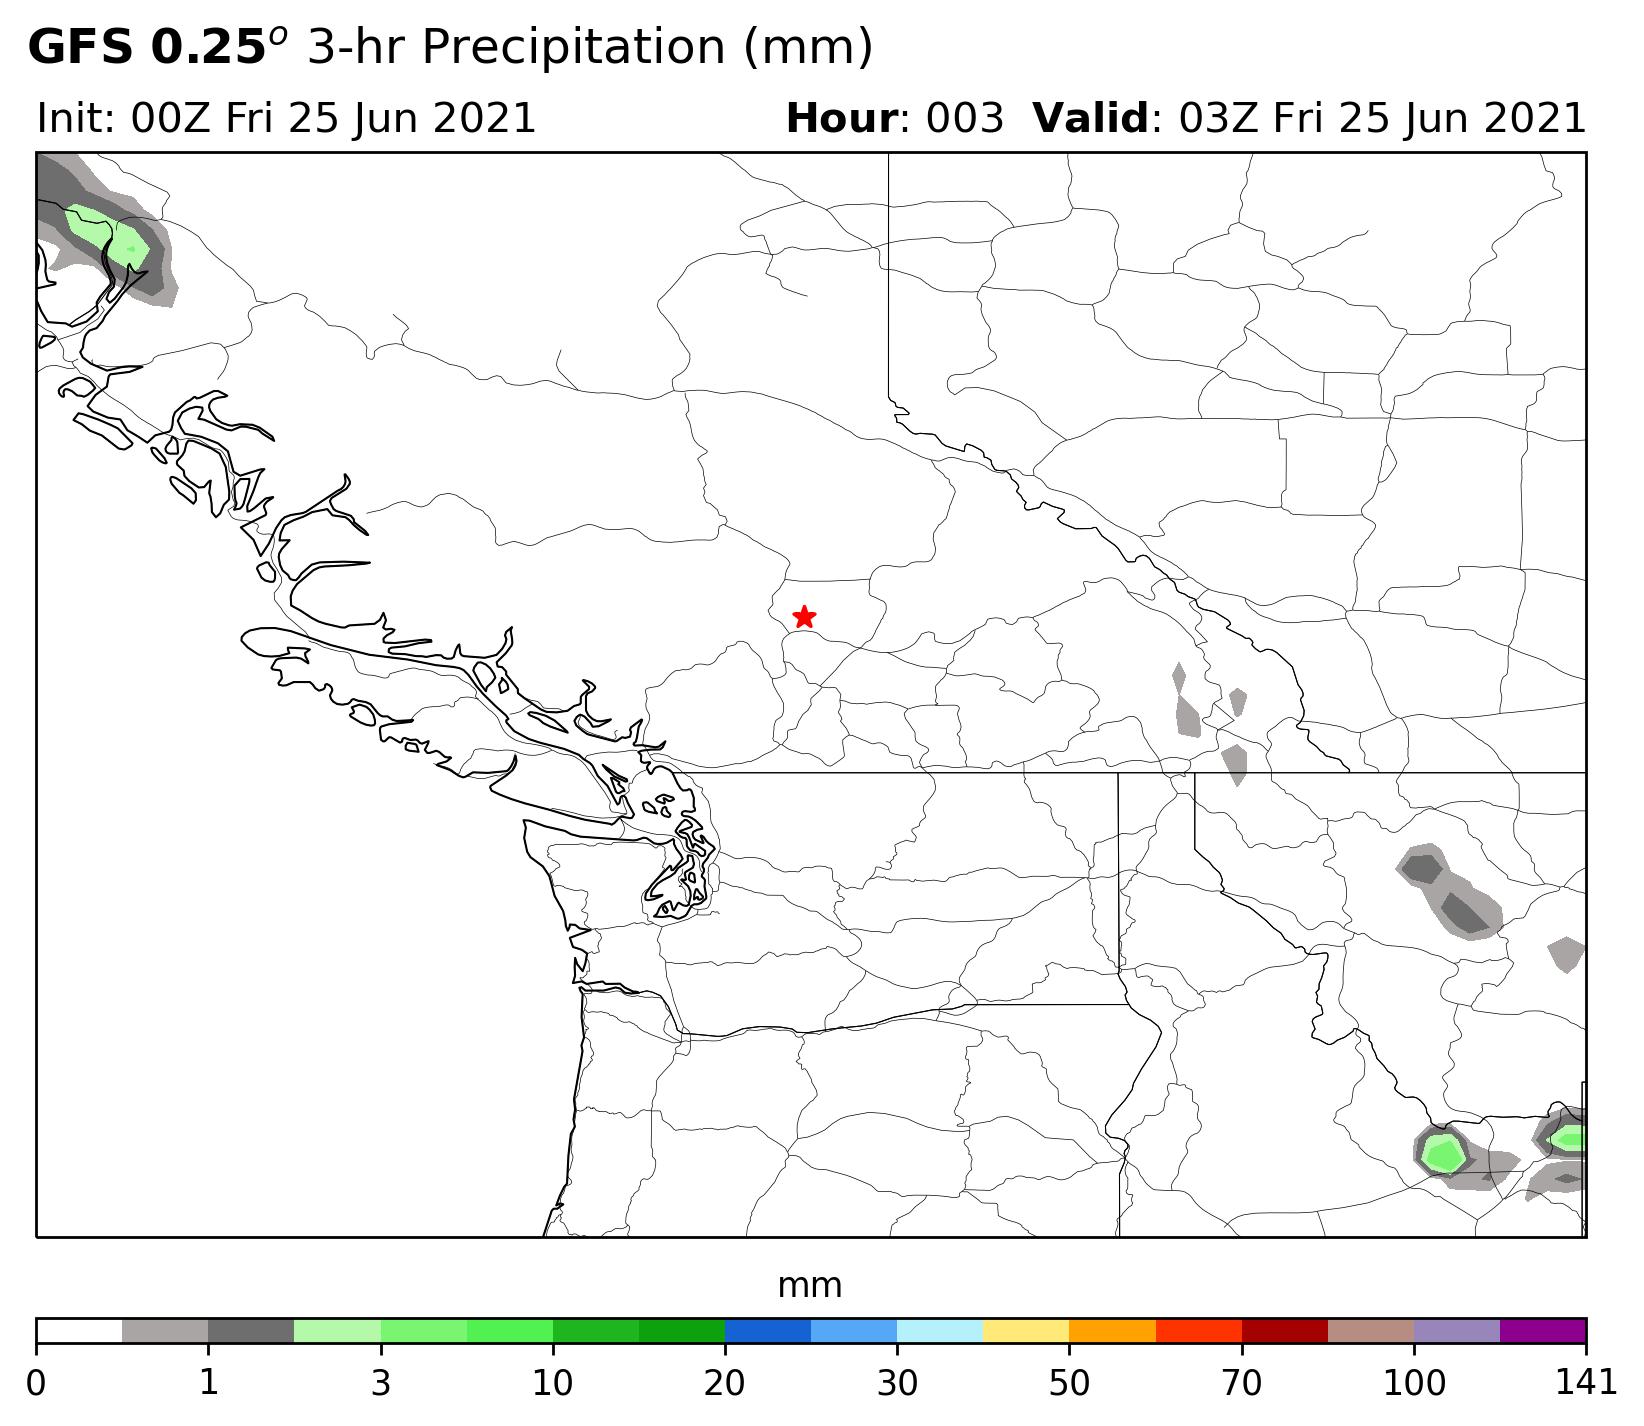 GFS 0.25° 3-hr Precipitation (mm)
Init: 00Z Fri 25 Jun 2021 Hour: 003 Valid: 03Z Fri 25 Jun 2021
mm
0 1 3 10 20 30 50 70 100 141